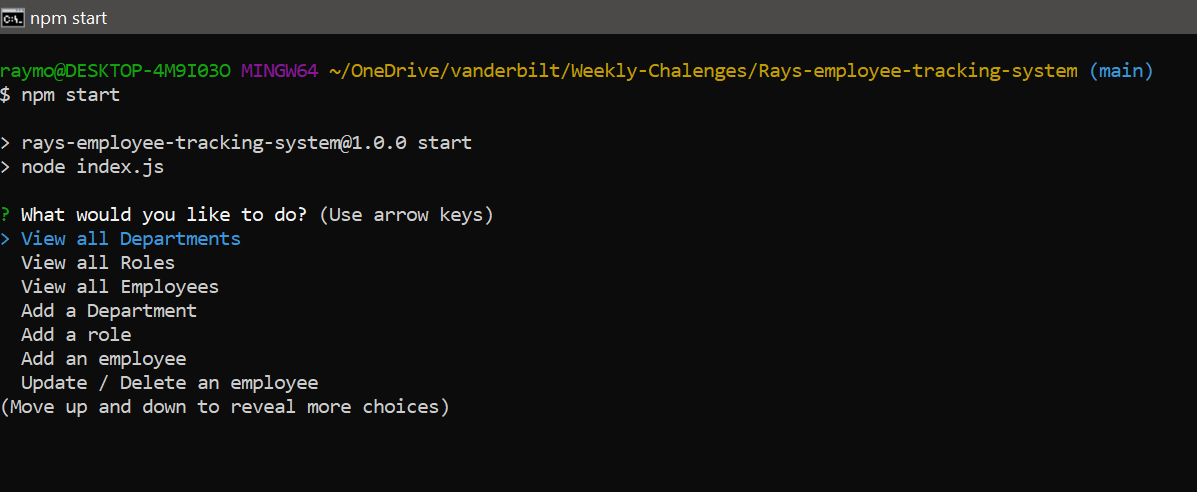 npm start
raymo@DESKTOP-4M9I03O MINGW64 ~/OneDrive/vanderbilt/Weekly-Chalenges/Rays-employee-tracking-system (main)
$ npm start
> rays-employee-tracking-system@1.0.0 start
> node index.js
? What would you like to do? (Use arrow keys)
> View all Departments
View all Roles
View all Employees
Add a Department
Add a role
Add an employee
Update / Delete an employee
(Move up and down to reveal more choices)